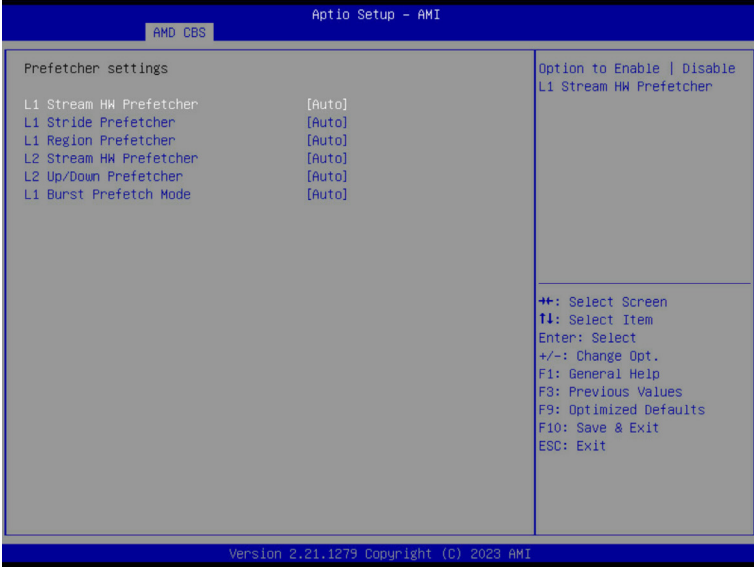 Aptio Setup – AMI
AMD CBS
Prefetcher settings
L1 Stream HW Prefetcher [Auto]
L1 Stride Prefetcher [Auto]
L1 Region Prefetcher [Auto]
L2 Stream HW Prefetcher [Auto]
L2 Up/Down Prefetcher [Auto]
L1 Burst Prefetch Mode [Auto]
Option to Enable | Disable
L1 Stream HW Prefetcher
→←: Select Screen
↑↓: Select Item
Enter: Select
+/-: Change Opt.
F1: General Help
F3: Previous Values
F9: Optimized Defaults
F10: Save & Exit
ESC: Exit
Version 2.21.1279 Copyright (C) 2023 AMI